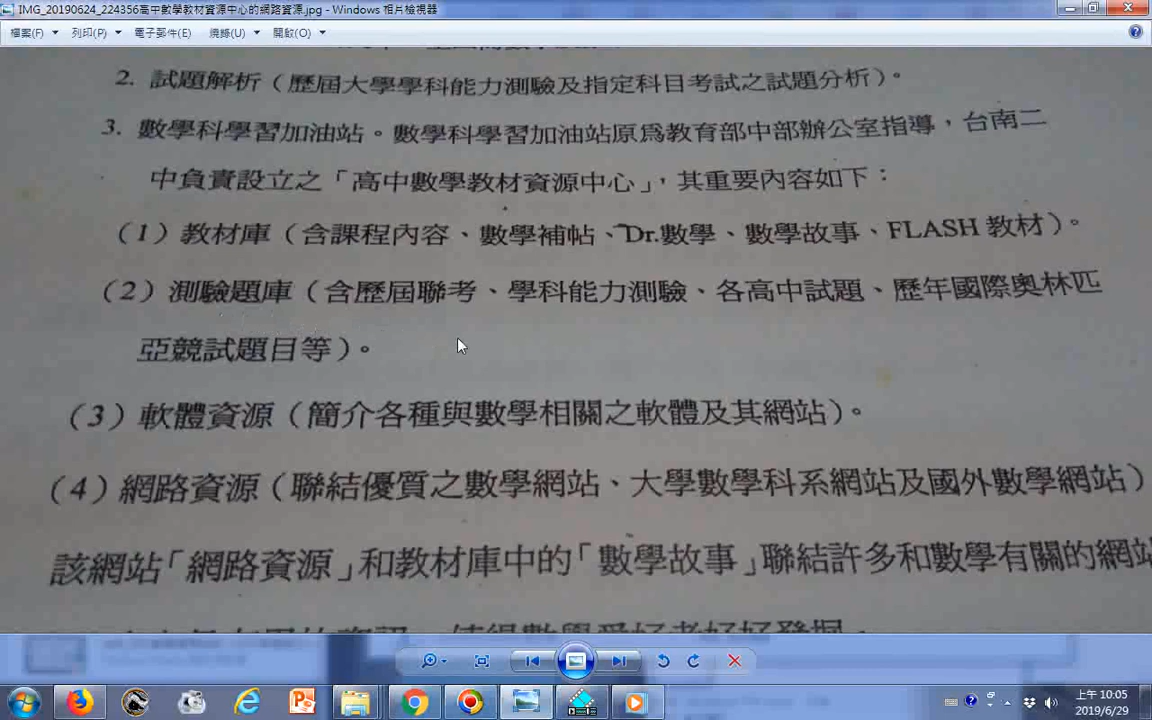 IMG_20190624_224356高中數學教材資源中心的網路資源.jpg - Windows 相片檢視器
檔案(F) 列印(P) 電子郵件(E) 燒錄(U) 開啟(O)
2. 試題解析（歷屆大學學科能力測驗及指定科目考試之試題分析）。
3. 數學科學習加油站。數學科學習加油站原為教育部中部辦公室指導，台南二
中負責設立之「高中數學教材資源中心」，其重要內容如下：
（1）教材庫（含課程內容、數學補帖、Dr.數學、數學故事、FLASH 教材）。
（2）測驗題庫（含歷屆聯考、學科能力測驗、各高中試題、歷年國際奧林匹
亞競試題目等）。
（3）軟體資源（簡介各種與數學相關之軟體及其網站）。
（4）網路資源（聯結優質之數學網站、大學數學科系網站及國外數學網站）
該網站「網路資源」和教材庫中的「數學故事」聯結許多和數學有關的網站
上午 10:05
2019/6/29